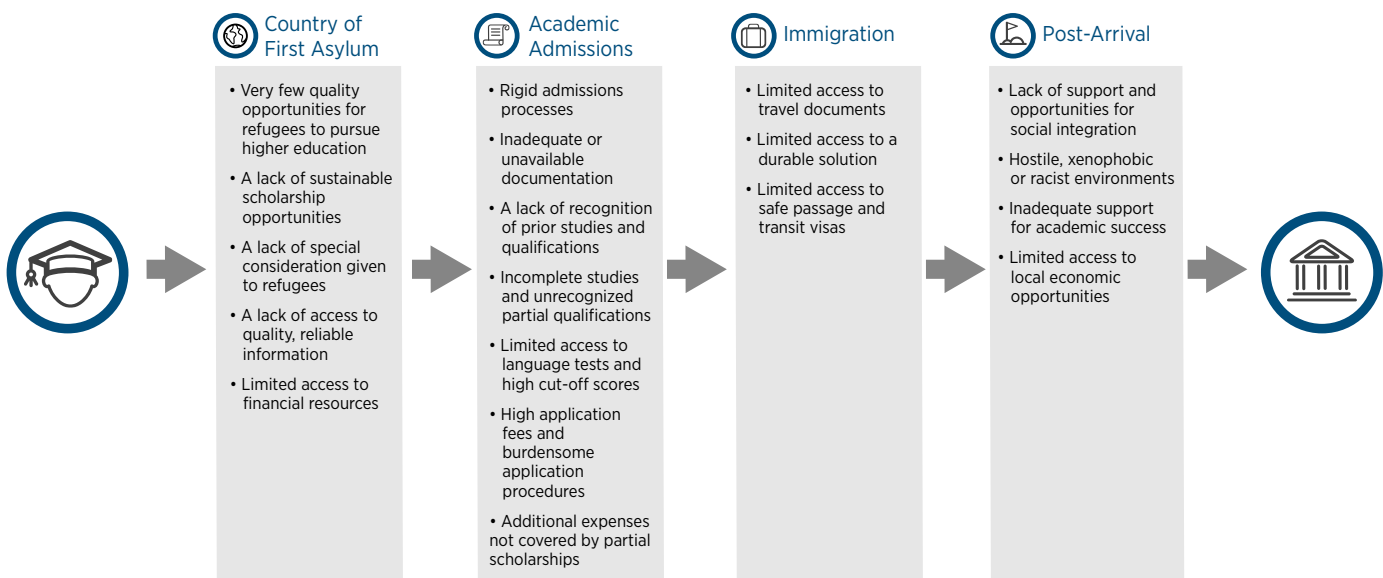 Country of
First Asylum
• Very few quality
opportunities for
refugees to pursue
higher education
• A lack of sustainable
scholarship
opportunities
• A lack of special
consideration given
to refugees
• A lack of access to
quality, reliable
information
• Limited access to
financial resources
Academic
Admissions
• Rigid admissions
processes
• Inadequate or
unavailable
documentation
• A lack of recognition
of prior studies and
qualifications
• Incomplete studies
and unrecognized
partial qualifications
• Limited access to
language tests and
high cut-off scores
• High application
fees and
burdensome
application
procedures
• Additional expenses
not covered by partial
scholarships
Immigration
• Limited access to
travel documents
• Limited access to a
durable solution
• Limited access to
safe passage and
transit visas
Post-Arrival
• Lack of support and
opportunities for
social integration
• Hostile, xenophobic
or racist environments
• Inadequate support
for academic success
• Limited access to
local economic
opportunities